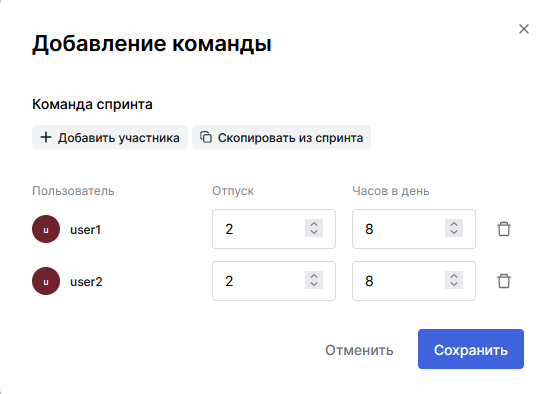 Добавление команды
Команда спринта
Добавить участника Скопировать из спринта
Пользователь Отпуск Часов в день
u user1 2 8
u user2 2 8
Отменить Сохранить